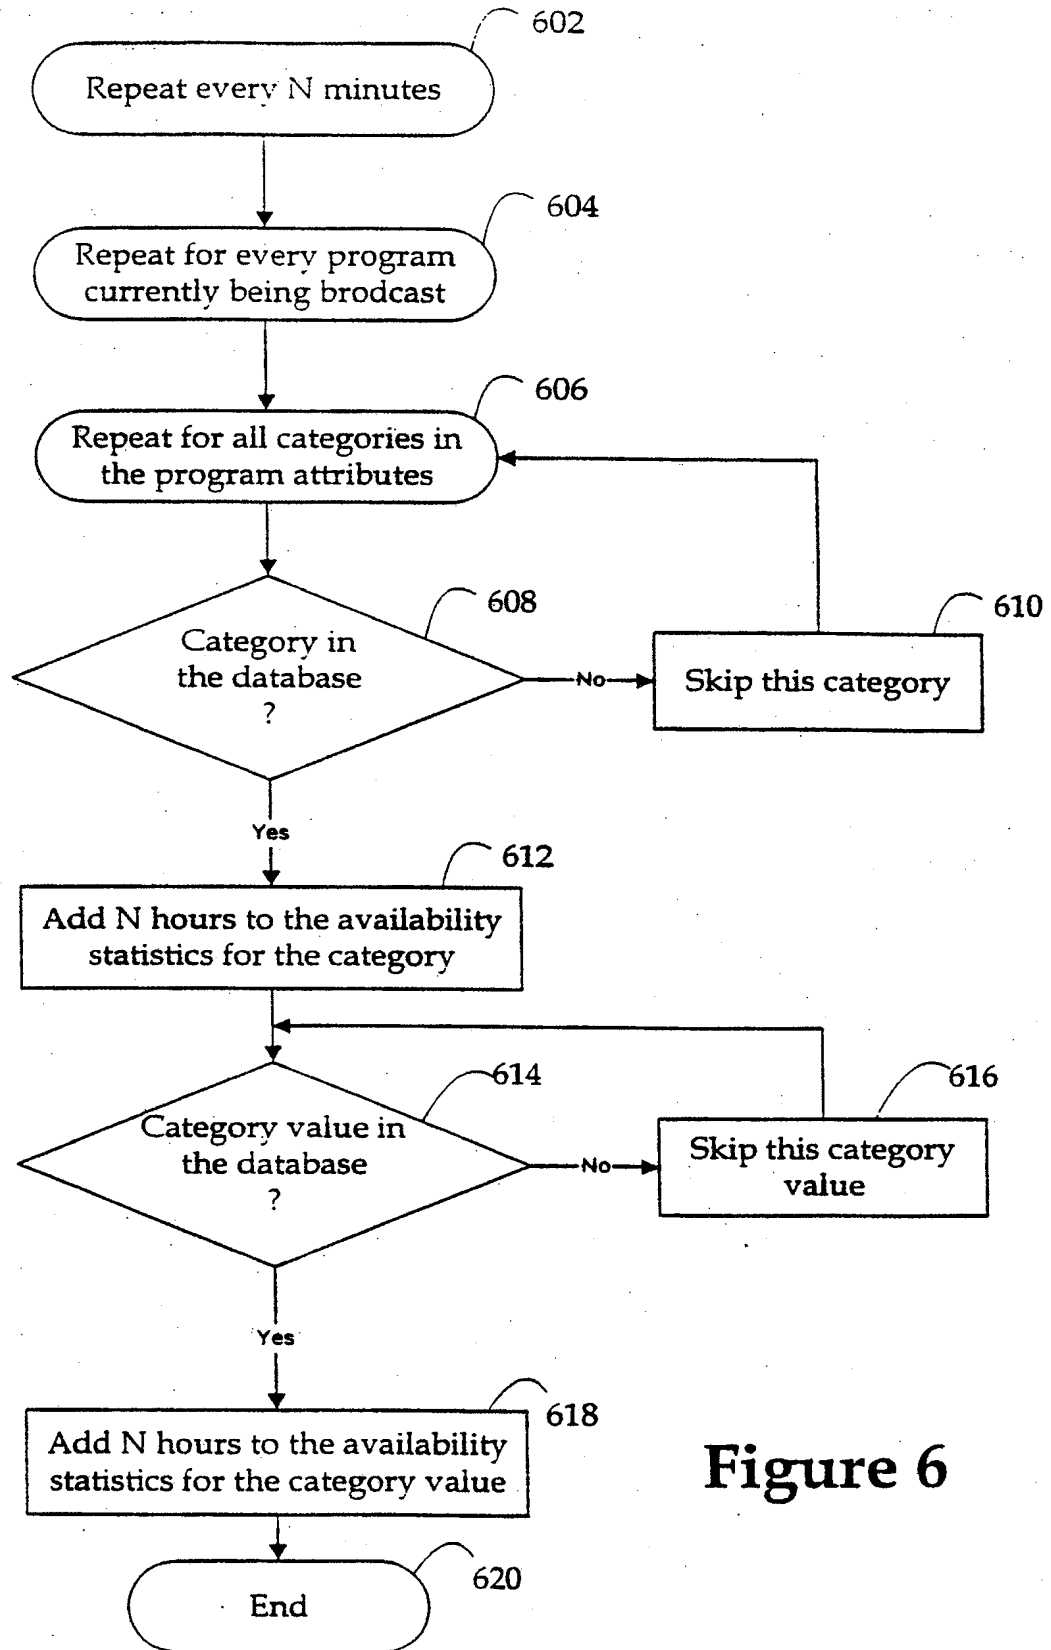 602
Repeat every N minutes
604
Repeat for every program
currently being brodcast
606
Repeat for all categories in
the program attributes
608
Category in
the database
?
610
No
Skip this category
Yes
612
Add N hours to the availability
statistics for the category
614
Category value in
the database
?
616
No
Skip this category
value
Yes
618
Add N hours to the availability
statistics for the category value
Figure 6
620
End